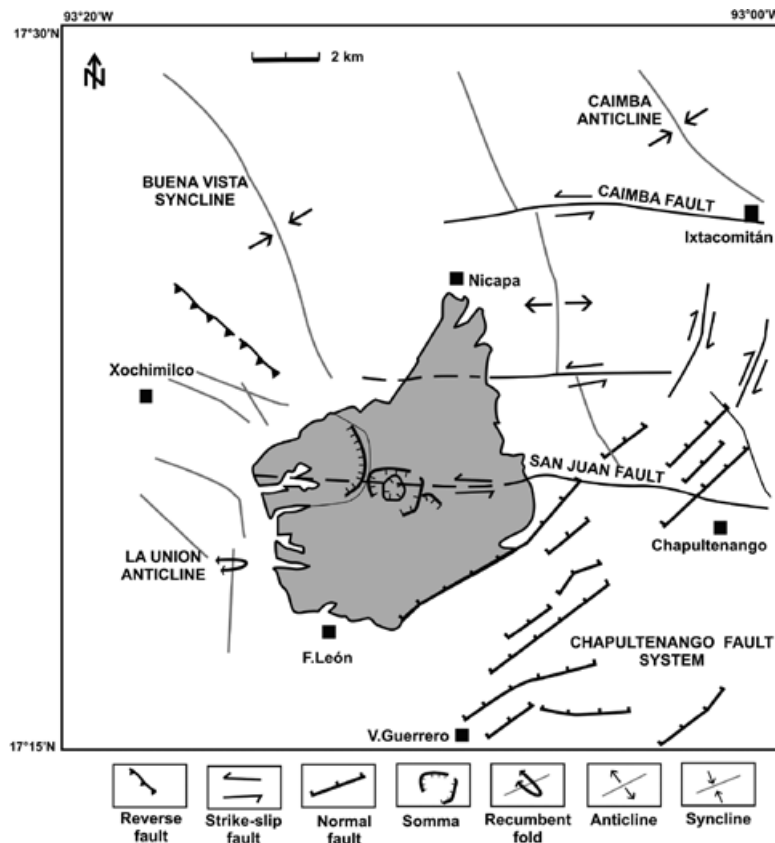 93°20'W
93°00'W
17°30'N
2 km
N
CAIMBA
ANTICLINE
BUENA VISTA
SYNCLINE
CAIMBA FAULT
Ixtacomitán
Nicapa
Xochimilco
SAN JUAN FAULT
Chapultenango
LA UNION
ANTICLINE
CHAPULTENANGO FAULT
SYSTEM
F.León
V.Guerrero
17°15'N
Reverse
fault
Strike-slip
fault
Normal
fault
Somma
Recumbent
fold
Anticline
Syncline